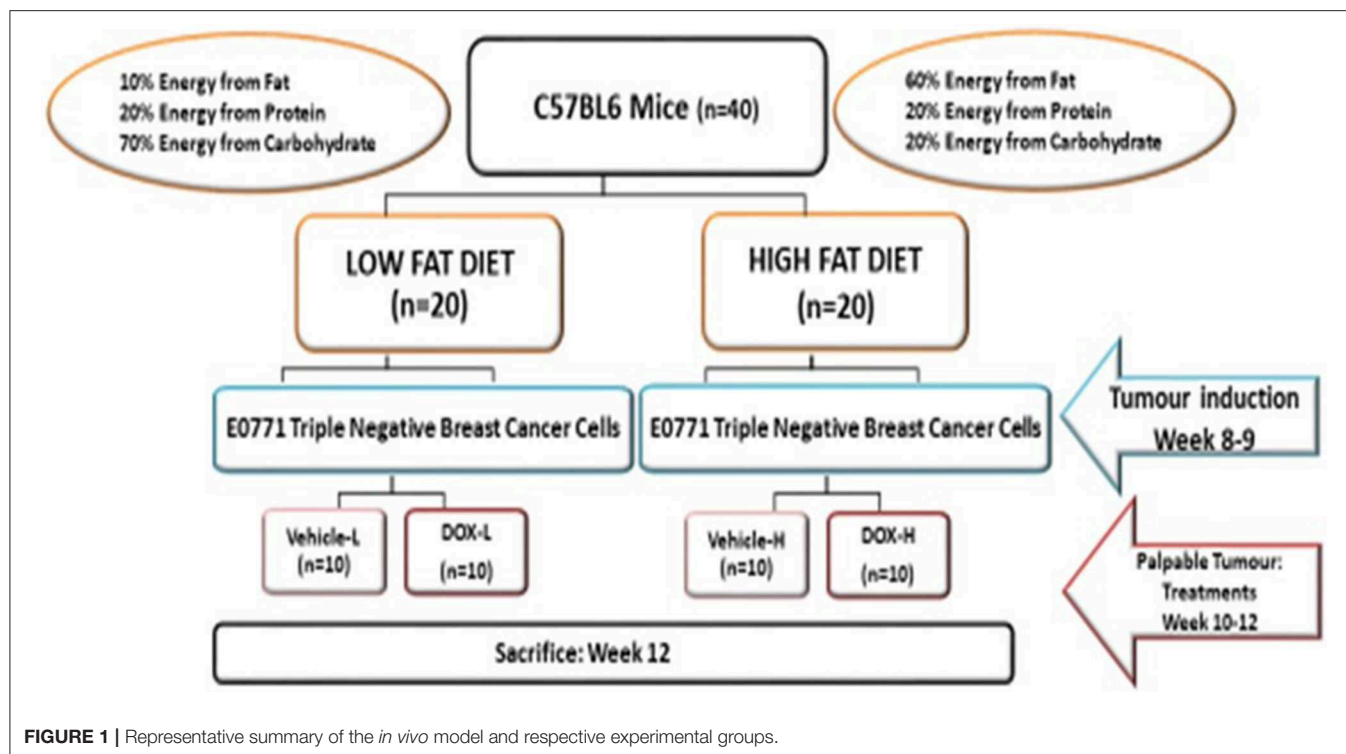 10% Energy from Fat
20% Energy from Protein
70% Energy from Carbohydrate
C57BL6 Mice (n=40)
60% Energy from Fat
20% Energy from Protein
20% Energy from Carbohydrate
LOW FAT DIET
(n=20)
HIGH FAT DIET
(n=20)
E0771 Triple Negative Breast Cancer Cells
E0771 Triple Negative Breast Cancer Cells
Tumour induction
Week 8-9
Vehicle-L
(n=10)
DOX-L
(n=10)
Vehicle-H
(n=10)
DOX-H
(n=10)
Palpable Tumour:
Treatments
Week 10-12
Sacrifice: Week 12
FIGURE 1 | Representative summary of the in vivo model and respective experimental groups.